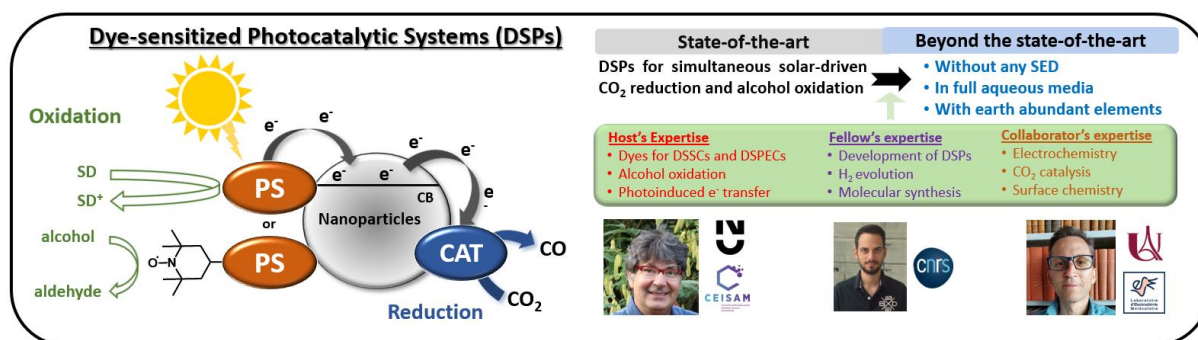 Dye-sensitized Photocatalytic Systems (DSPs)
Oxidation
e⁻
e⁻
e⁻
e⁻
e⁻
e⁻
e⁻
SD
SD⁺
PS
CB
Nanoparticles
or
alcohol
aldehyde
O
N
PS
CAT
CO
CO₂
Reduction
State-of-the-art
Beyond the state-of-the-art
DSPs for simultaneous solar-driven
CO₂ reduction and alcohol oxidation
• Without any SED
• In full aqueous media
• With earth abundant elements
Host's Expertise
• Dyes for DSSCs and DSPECs
• Alcohol oxidation
• Photoinduced e⁻ transfer
Fellow's expertise
• Development of DSPs
• H₂ evolution
• Molecular synthesis
Collaborator's expertise
• Electrochemistry
• CO₂ catalysis
• Surface chemistry
CEISAM
cnrs
Laboratoire
d'Electrochimie
Moléculaire